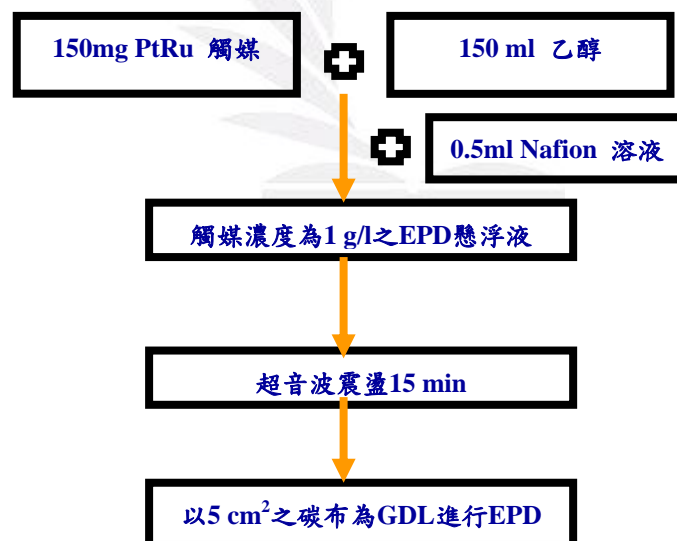 150mg PtRu 觸媒
150 ml 乙醇
0.5ml Nafion 溶液
觸媒濃度為1 g/l之EPD懸浮液
超音波震盪15 min
以5 cm²之碳布為GDL進行EPD